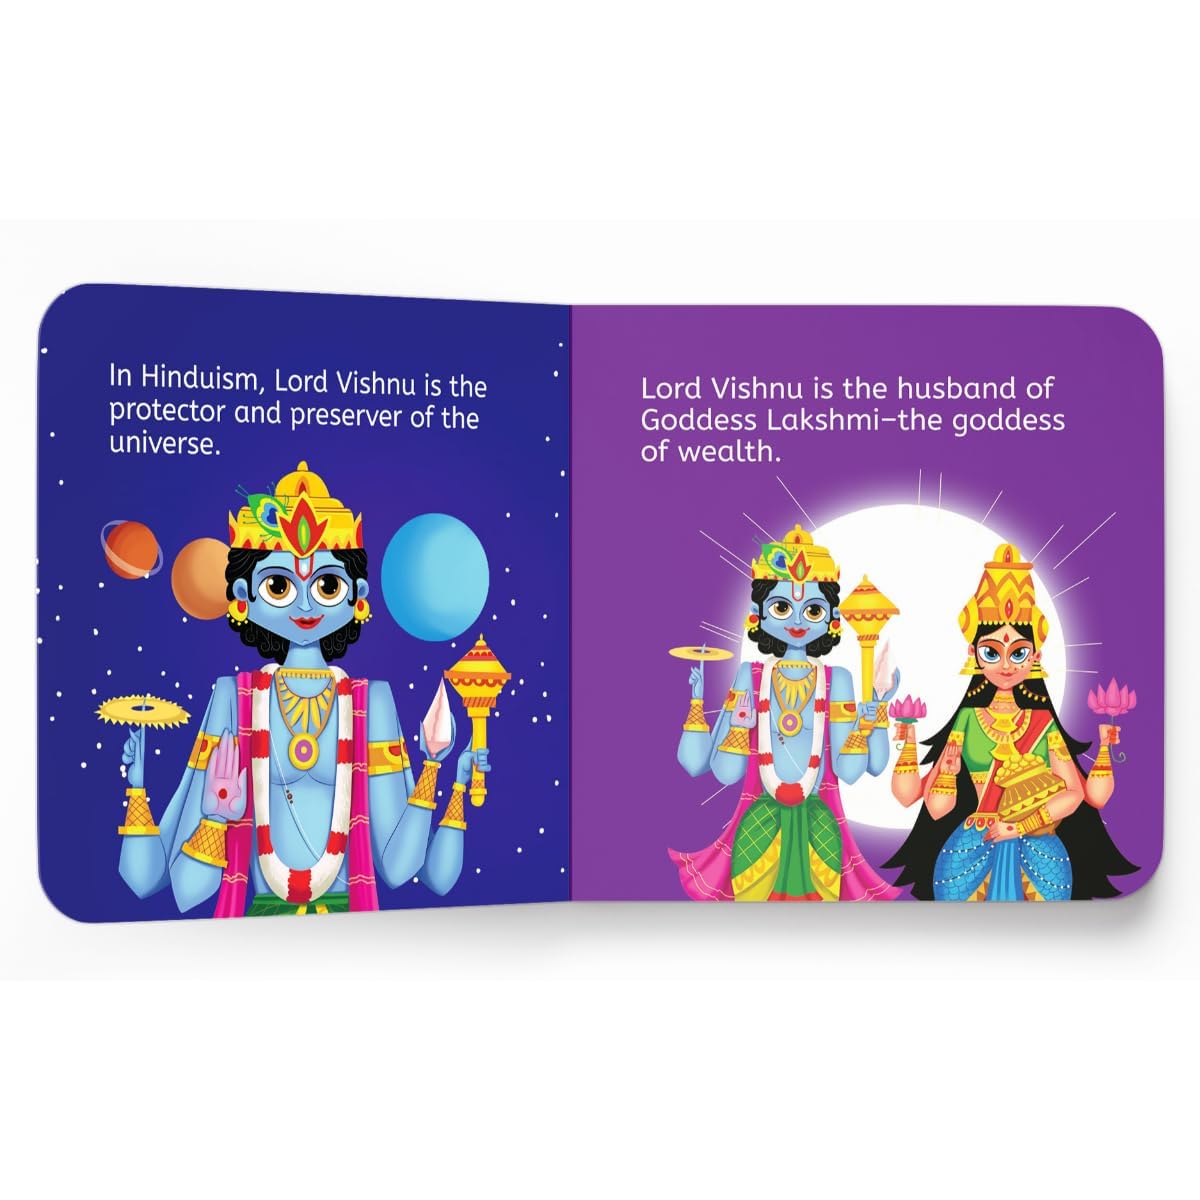 In Hinduism, Lord Vishnu is the
protector and preserver of the
universe.
Lord Vishnu is the husband of
Goddess Lakshmi–the goddess
of wealth.